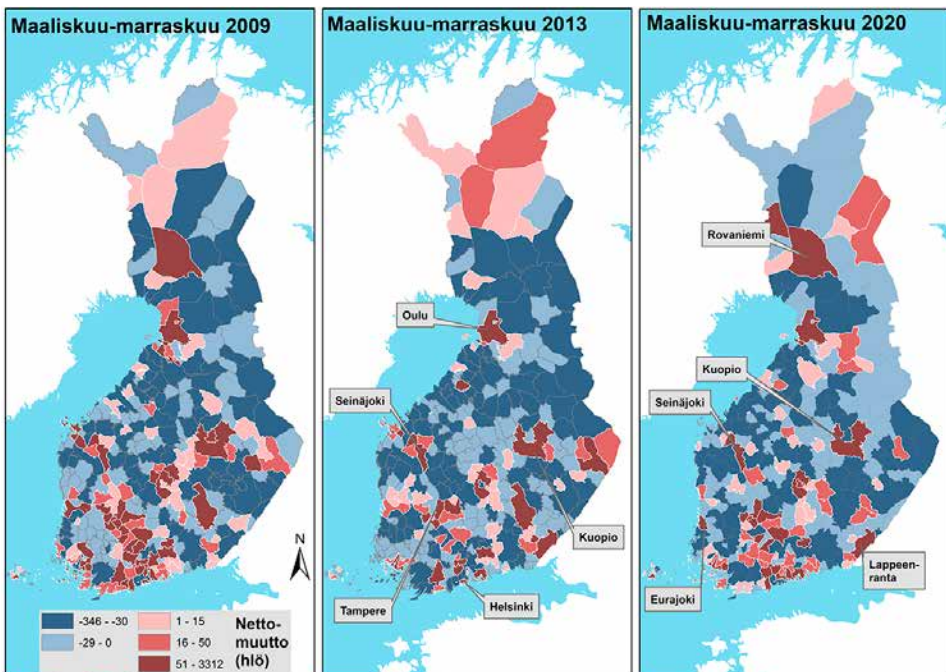 Maaliskuu-marraskuu 2009
Maaliskuu-marraskuu 2013
Maaliskuu-marraskuu 2020
Rovaniemi
Oulu
Kuopio
Seinäjoki
Seinäjoki
Kuopio
Lappeen-
ranta
Eurajoki
Tampere
Helsinki
N
-346 - -30
-29 - 0
1 - 15
16 - 50
51 - 3312
Netto-
muutto
(hlö)